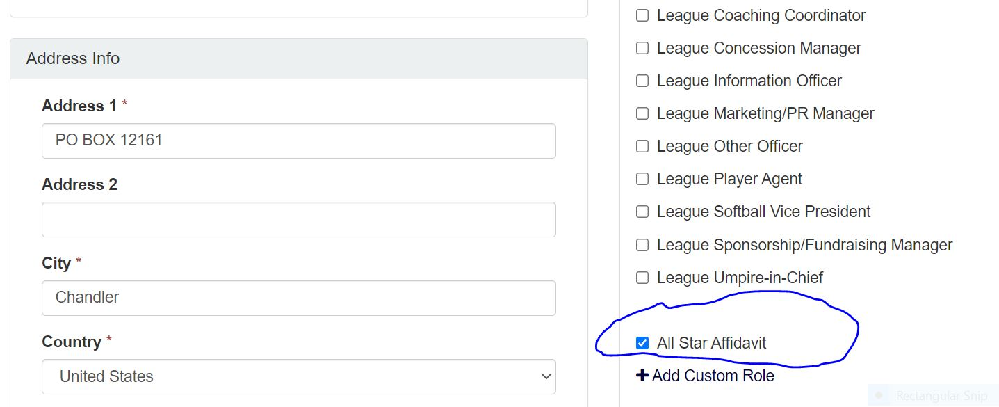 Address Info
Address 1 *
PO BOX 12161
Address 2
City *
Chandler
Country *
United States
League Coaching Coordinator
League Concession Manager
League Information Officer
League Marketing/PR Manager
League Other Officer
League Player Agent
League Softball Vice President
League Sponsorship/Fundraising Manager
League Umpire-in-Chief
All Star Affidavit
Add Custom Role
Rectangular Snip